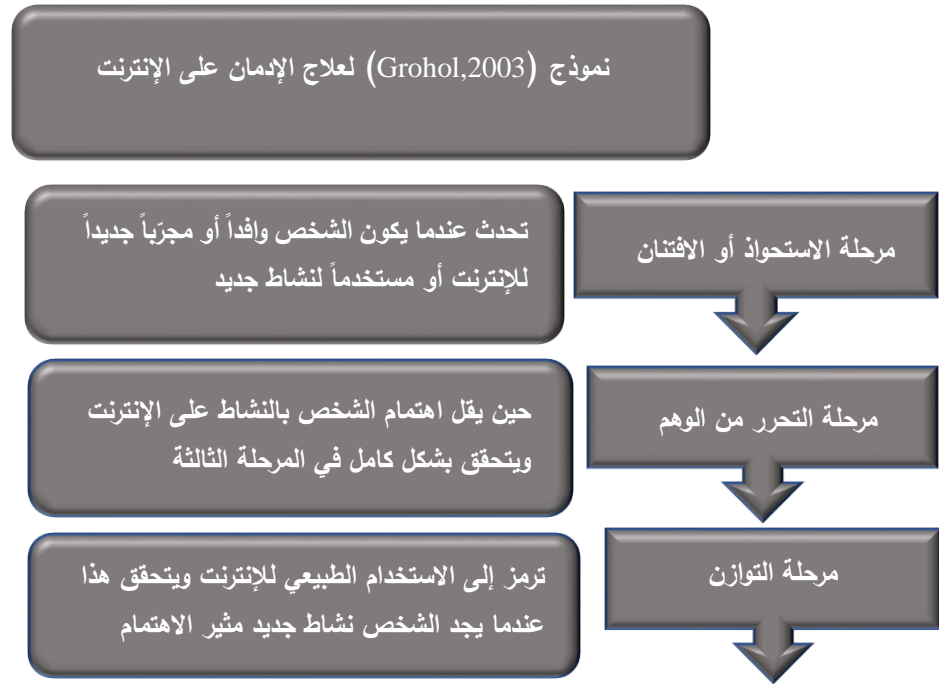 نموذج (Grohol,2003) لعلاج الإدمان على الإنترنت
مرحلة الاستحواذ أو الافتنان
تحدث عندما يكون الشخص وافداً أو مجرّباً جديداً
للإنترنت أو مستخدماً لنشاط جديد
مرحلة التحرر من الوهم
حين يقل اهتمام الشخص بالنشاط على الإنترنت
ويتحقق بشكل كامل في المرحلة الثالثة
مرحلة التوازن
ترمز إلى الاستخدام الطبيعي للإنترنت ويتحقق هذا
عندما يجد الشخص نشاط جديد مثير الاهتمام